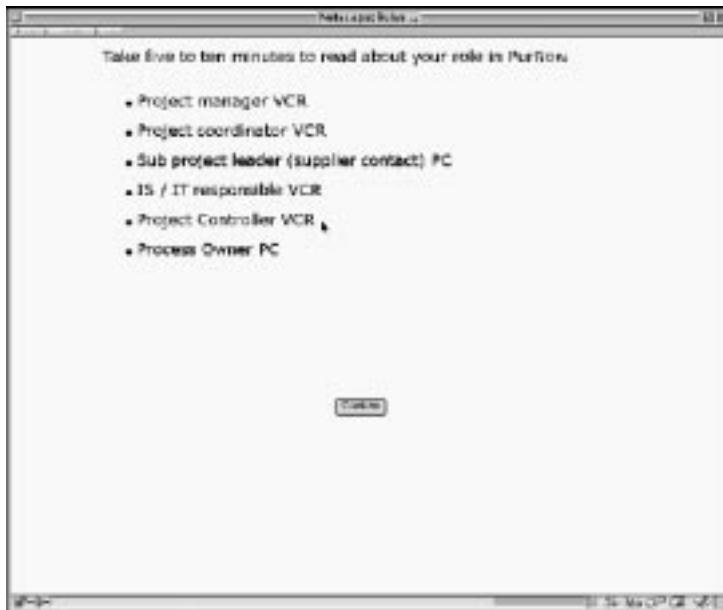 Take five to ten minutes to read about your role in PurFlow
• Project manager VCR
• Project coordinator VCR
• Sub project leader (supplier contact) PC
• IS / IT responsible VCR
• Project Controller VCR
• Process Owner PC